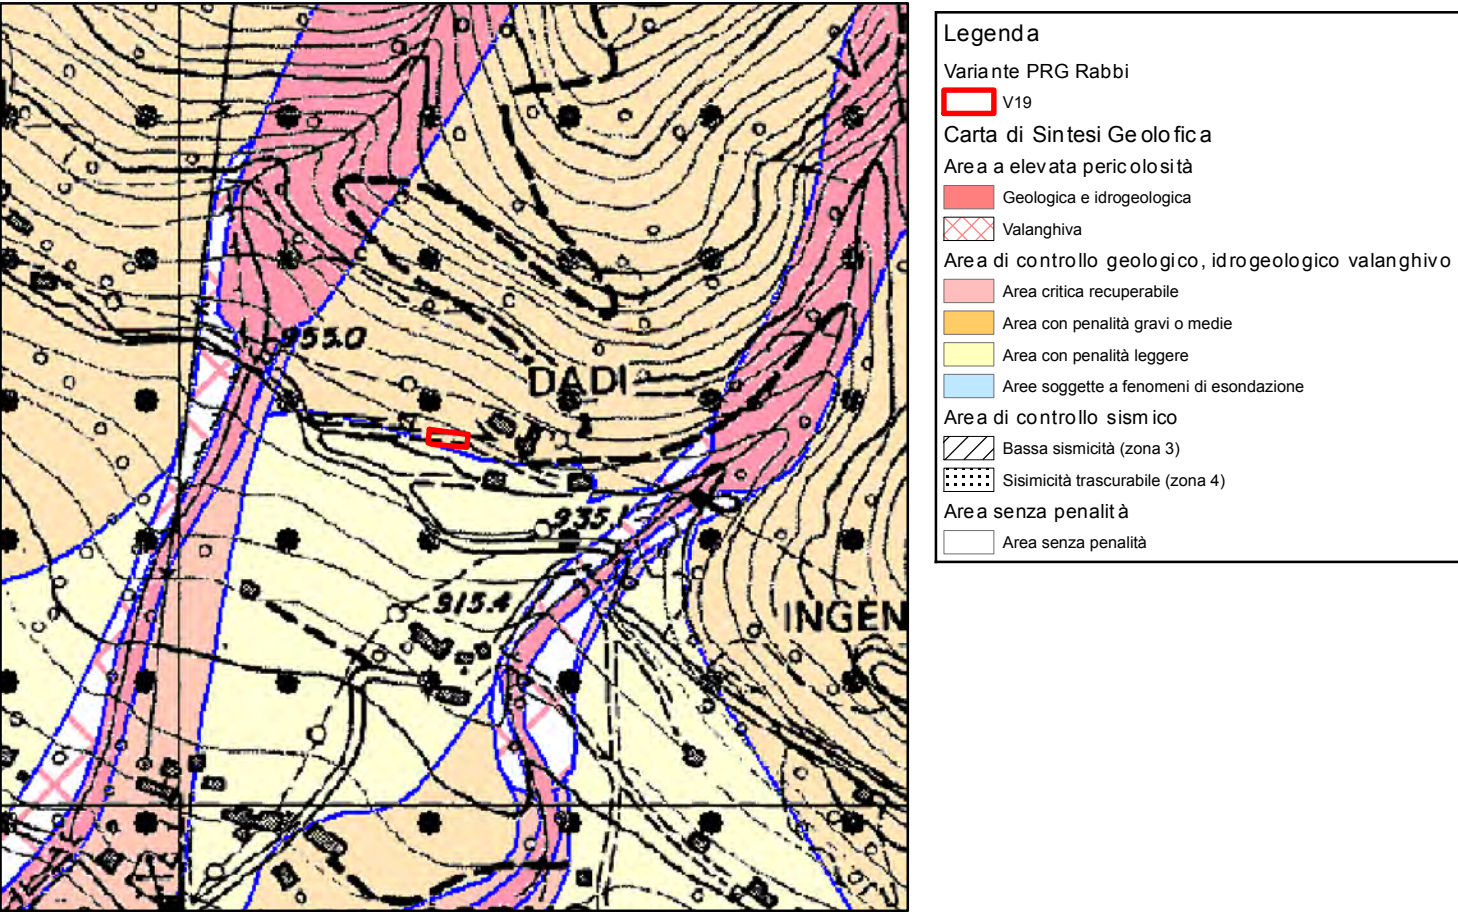 955.0
DADI
935.1
915.4
INGEN
Legenda
Variante PRG Rabbi
V19
Carta di Sintesi Geolofica
Area a elevata pericolosità
Geologica e idrogeologica
Valanghiva
Area di controllo geologico, idrogeologico valanghivo
Area critica recuperabile
Area con penalità gravi o medie
Area con penalità leggere
Aree soggette a fenomeni di esondazione
Area di controllo sismico
Bassa sismicità (zona 3)
Sisimicità trascurabile (zona 4)
Area senza penalità
Area senza penalità